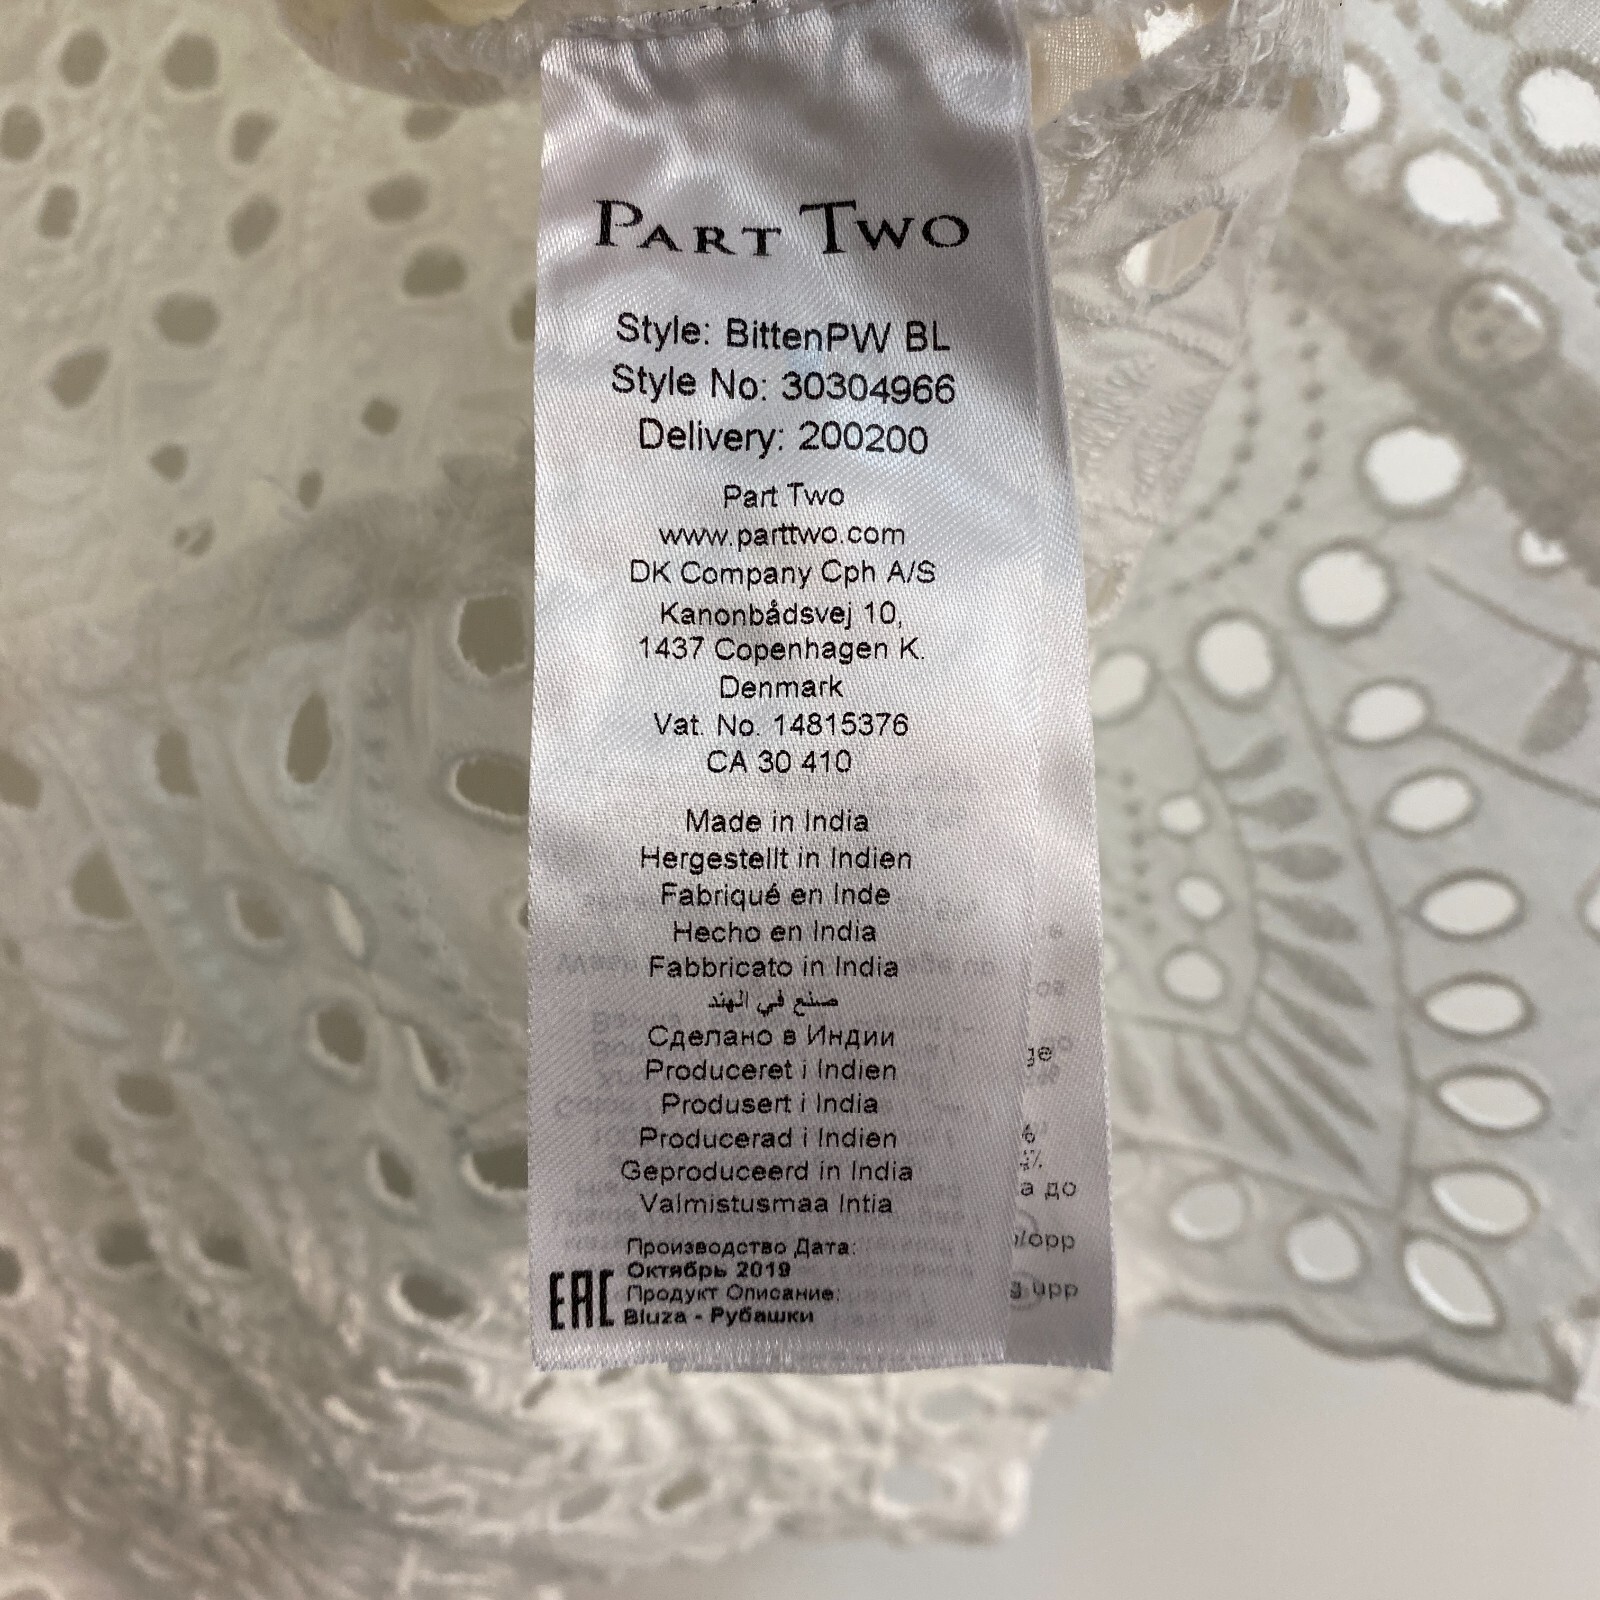 PART TWO
Style: BittenPW BL
Style No: 30304966
Delivery: 200200
Part Two
www.parttwo.com
DK Company Cph A/S
Kanonbådsvej 10,
1437 Copenhagen K.
Denmark
Vat. No. 14815376
CA 30 410
Made in India
Hergestellt in Indien
Fabriqué en Inde
Hecho en India
Fabbricato in India
صنع في الهند
Сделано в Индии
Produceret i Indien
Produsert i India
Producerad i Indien
Geproduceerd in India
Valmistusmaa Intia
Производство Дата:
Октябрь 2019
Продукт Описание:
Bluza - Рубашки
EAC
а до
upp